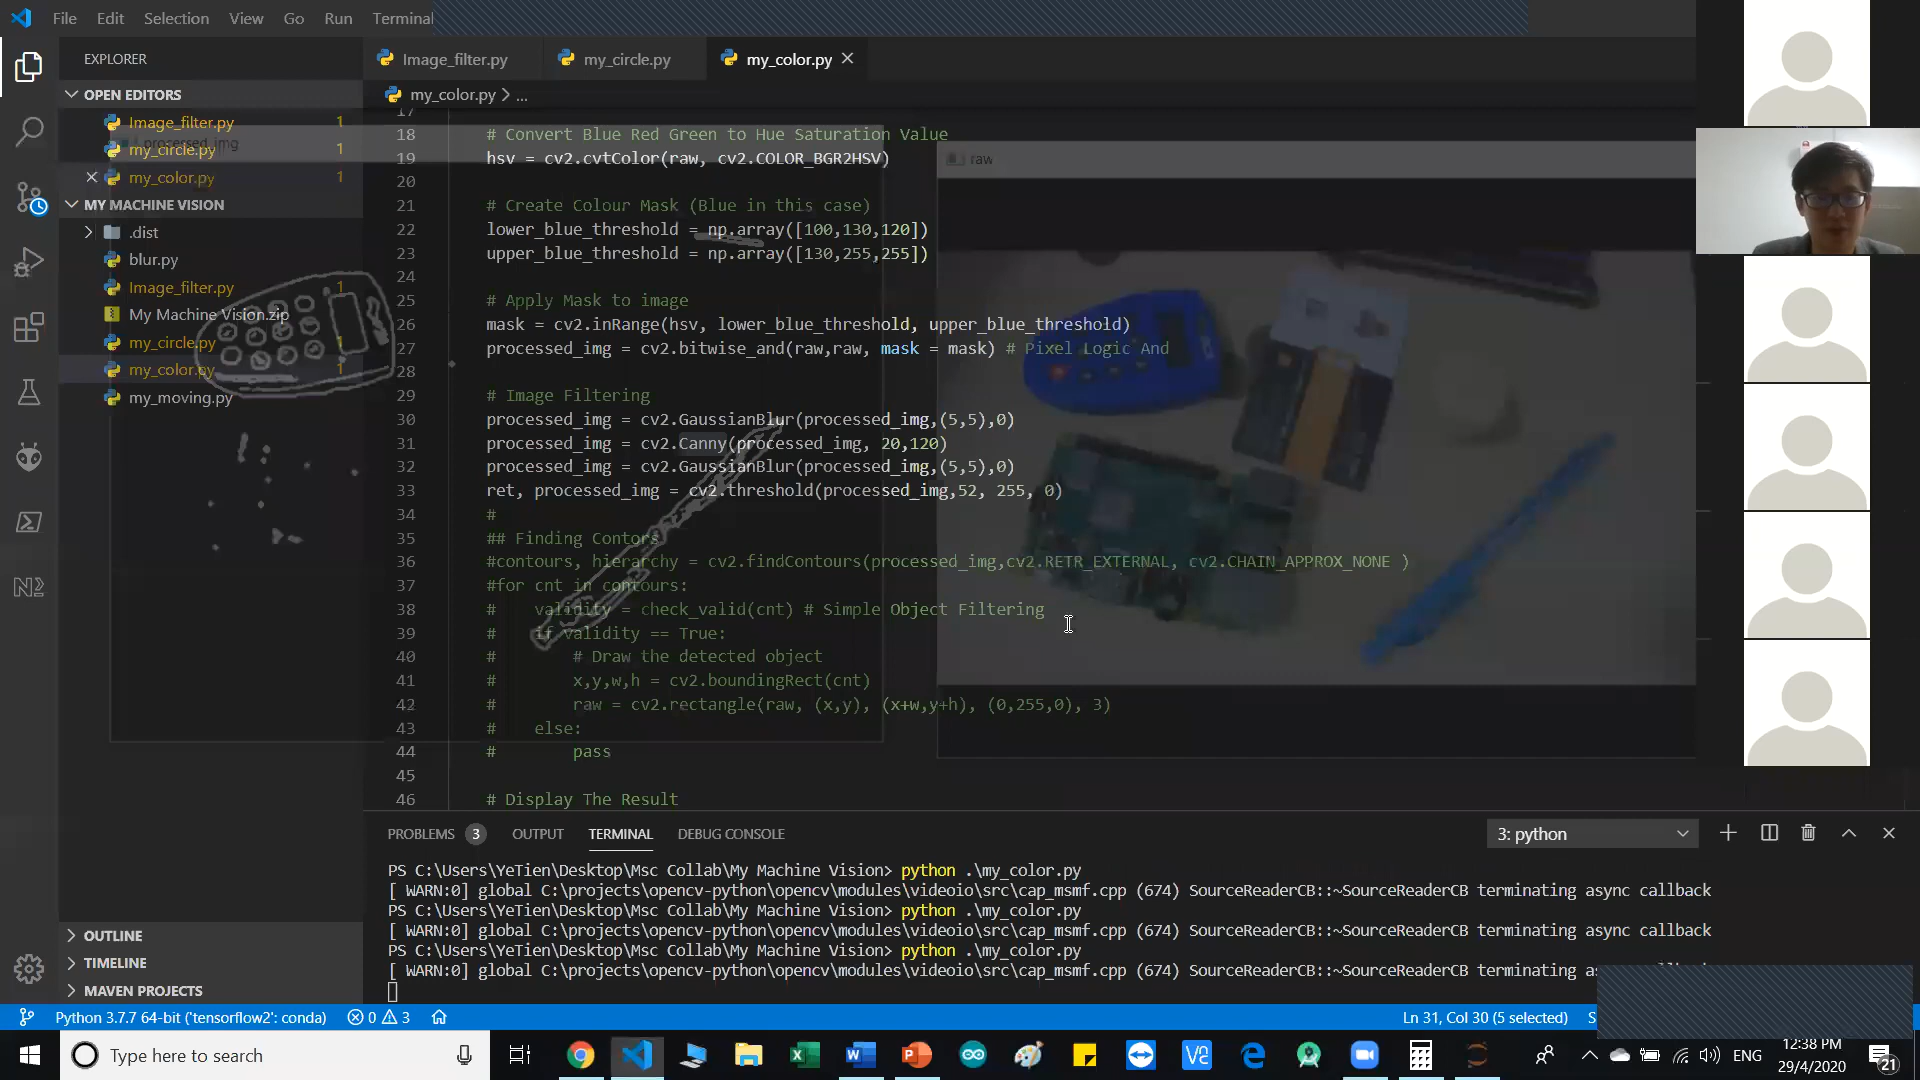 File Edit Selection View Go Run Terminal
EXPLORER
OPEN EDITORS
Image_filter.py 1
my_circle.py 1
my_color.py 1
MY MACHINE VISION
.dist
blur.py
Image_filter.py 1
My Machine Vision.zip
my_circle.py 1
my_color.py 1
my_moving.py
OUTLINE
TIMELINE
MAVEN PROJECTS
processed_img
raw
Image_filter.py my_circle.py my_color.py
my_color.py > ...
17
18 # Convert Blue Red Green to Hue Saturation Value
19 hsv = cv2.cvtColor(raw, cv2.COLOR_BGR2HSV)
20
21 # Create Colour Mask (Blue in this case)
22 lower_blue_threshold = np.array([100,130,120])
23 upper_blue_threshold = np.array([130,255,255])
24
25 # Apply Mask to image
26 mask = cv2.inRange(hsv, lower_blue_threshold, upper_blue_threshold)
27 processed_img = cv2.bitwise_and(raw,raw, mask = mask) # Pixel Logic And
28
29 # Image Filtering
30 processed_img = cv2.GaussianBlur(processed_img,(5,5),0)
31 processed_img = cv2.Canny(processed_img, 20,120)
32 processed_img = cv2.GaussianBlur(processed_img,(5,5),0)
33 ret, processed_img = cv2.threshold(processed_img,52, 255, 0)
34 #
35 ## Finding Contors
36 #contours, hierarchy = cv2.findContours(processed_img,cv2.RETR_EXTERNAL, cv2.CHAIN_APPROX_NONE )
37 #for cnt in contours:
38 # validity = check_valid(cnt) # Simple Object Filtering
39 # if validity == True:
40 # # Draw the detected object
41 # x,y,w,h = cv2.boundingRect(cnt)
42 # raw = cv2.rectangle(raw, (x,y), (x+w,y+h), (0,255,0), 3)
43 # else:
44 # pass
45
46 # Display The Result
PROBLEMS 3 OUTPUT TERMINAL DEBUG CONSOLE 3: python
PS C:\Users\YeTien\Desktop\Msc Collab\My Machine Vision> python .\my_color.py
[ WARN:0] global C:\projects\opencv-python\opencv\modules\videoio\src\cap_msmf.cpp (674) SourceReaderCB::~SourceReaderCB terminating async callback
PS C:\Users\YeTien\Desktop\Msc Collab\My Machine Vision> python .\my_color.py
[ WARN:0] global C:\projects\opencv-python\opencv\modules\videoio\src\cap_msmf.cpp (674) SourceReaderCB::~SourceReaderCB terminating async callback
PS C:\Users\YeTien\Desktop\Msc Collab\My Machine Vision> python .\my_color.py
[ WARN:0] global C:\projects\opencv-python\opencv\modules\videoio\src\cap_msmf.cpp (674) SourceReaderCB::~SourceReaderCB terminating
Python 3.7.7 64-bit ('tensorflow2': conda) 0 3 Ln 31, Col 30 (5 selected)
Type here to search
ENG
12:38 PM
29/4/2020
21